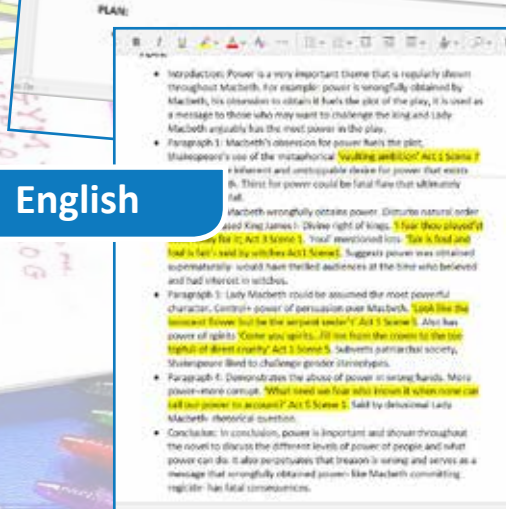 PLAN:
B I U
Introduction: Power is a very important theme that is regularly shown
throughout Macbeth. For example: power is wrongfully obtained by
Macbeth, his obsession to obtain it fuels the plot of the play, it is used as
a message to those who may want to challenge the king and Lady
Macbeth arguably has the most power in the play.
Paragraph 1: Macbeth's obsession for power fuels the plot,
Shakespeare's use of the metaphorical 'vaulting ambition' Act 1 Scene 7
inherent and unstoppable desire for power that exists
English
th. Thirst for power could be fatal flaw that ultimately
fall.
Macbeth wrongfully obtains power. Disturbs natural order
King James I- Divine right of kings. 'I fear thou played'st
for it; Act 3 Scene 1. 'Foul' mentioned lots- 'Fair is foul and
foul is fair'- said by witches Act1 Scene1. Suggests power was obtained
supernaturally- would have thrilled audiences at the time who believed
and had interest in witches.
Paragraph 3: Lady Macbeth could be assumed the most powerful
character. Control+ power of persuasion over Macbeth. 'Look like the
innocent flower but be the serpent under't' Act 1 Scene 5. Also has
power of spirits 'Come you spirits...fill me from the crown to the toe
topfull of direst cruelty' Act 1 Scene 5. Subverts patriarchal society,
Shakespeare liked to challenge gender stereotypes.
Paragraph 4: Demonstrates the abuse of power in wrong hands. More
power-more corrupt. 'What need we fear who knows it when none can
call our power to account?' Act 5 Scene 1. Said by delusional Lady
Macbeth- rhetorical question.
Conclusion: In conclusion, power is important and shown throughout
the novel to discuss the different levels of power of people and what
power can do. It also perpetuates that treason is wrong and serves as a
message that wrongfully obtained power- like Macbeth committing
regicide- has fatal consequences.